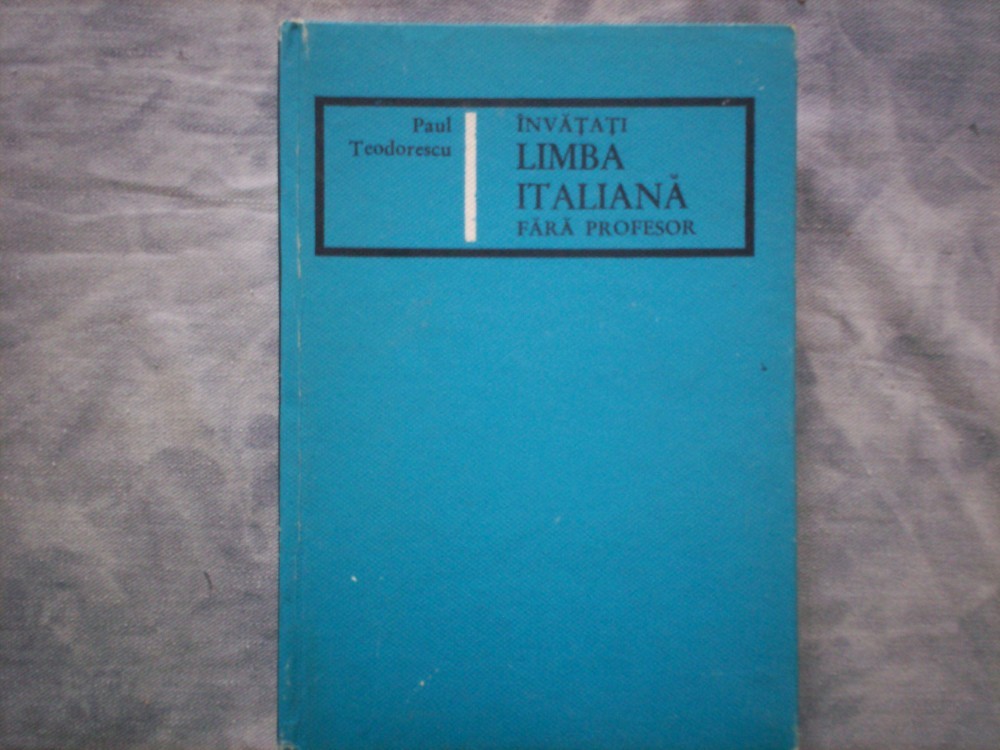 Paul
Teodorescu
ÎNVĂȚAȚI
LIMBA
ITALIANĂ
FĂRĂ PROFESOR